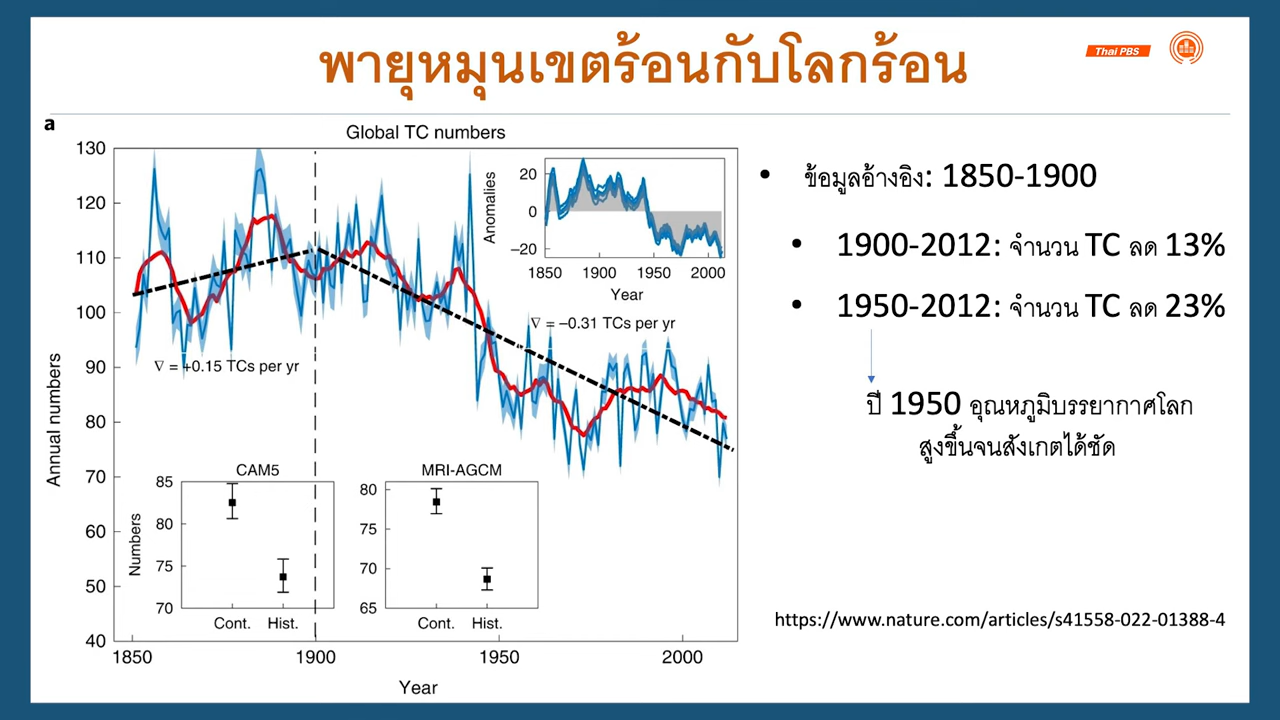 พายุหมุนเขตร้อนกับโลกร้อน
Thai PBS
a
Global TC numbers
130
120
110
100
90
80
70
60
50
40
Annual numbers
1850
1900
1950
2000
Year
∇ = +0.15 TCs per yr
∇ = –0.31 TCs per yr
Anomalies
20
0
–20
1850
1900
1950
2000
Year
CAM5
Numbers
85
80
75
70
Cont.
Hist.
MRI-AGCM
80
75
70
65
Cont.
Hist.
• ข้อมูลอ้างอิง: 1850-1900
• 1900-2012: จำนวน TC ลด 13%
• 1950-2012: จำนวน TC ลด 23%
ปี 1950 อุณหภูมิบรรยากาศโลก
สูงขึ้นจนสังเกตได้ชัด
https://www.nature.com/articles/s41558-022-01388-4